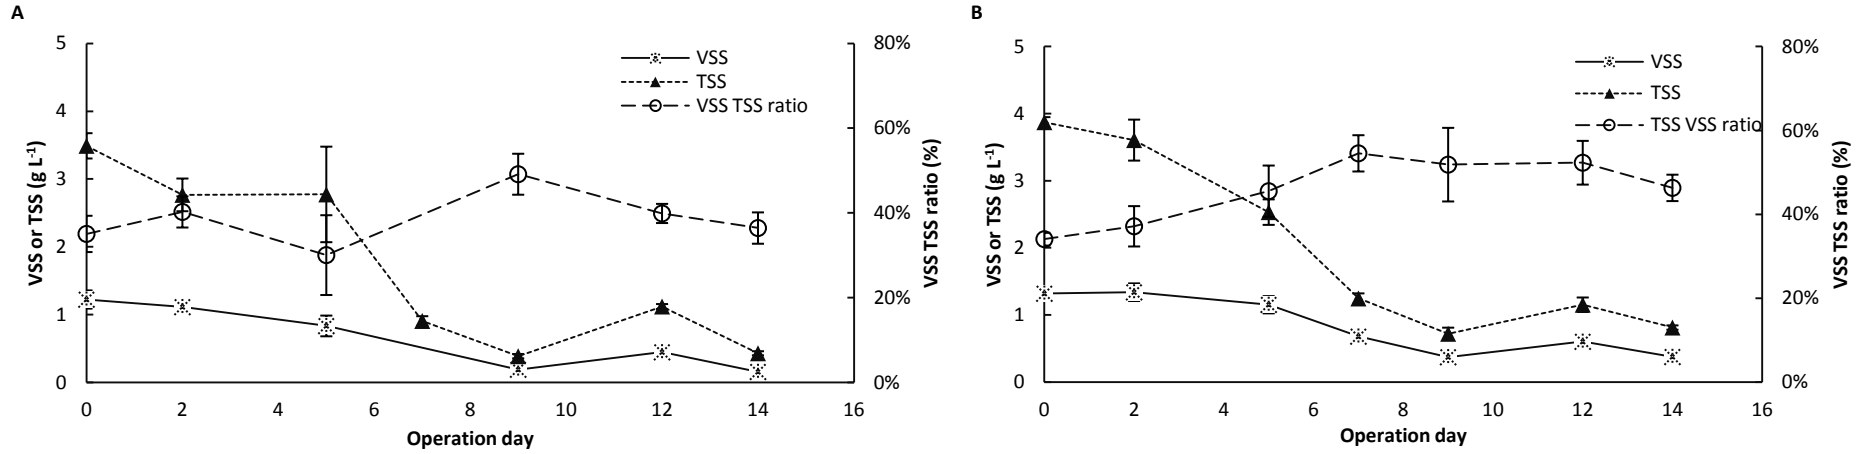 A
VSS or TSS (g L-1)
5
4
3
2
1
0
0 2 4 6 8 10 12 14 16
Operation day
80%
60%
40%
20%
0%
VSS TSS ratio (%)
VSS
TSS
VSS TSS ratio
B
VSS or TSS (g L-1)
5
4
3
2
1
0
0 2 4 6 8 10 12 14 16
Operation day
80%
60%
40%
20%
0%
VSS TSS ratio (%)
VSS
TSS
TSS VSS ratio